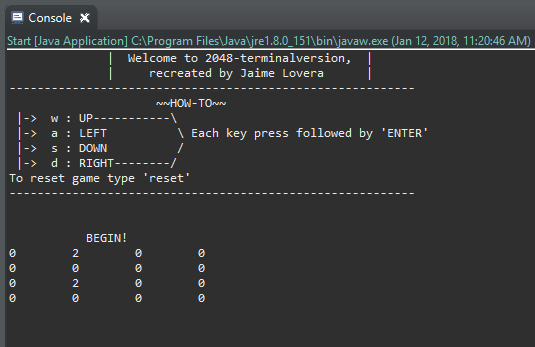 Console
Start [Java Application] C:\Program Files\Java\jre1.8.0_151\bin\javaw.exe (Jan 12, 2018, 11:20:46 AM)
| Welcome to 2048-terminalversion, |
| recreated by Jaime Lovera |
----------------------------------------------------------
~~HOW-TO~~
|-> w : UP-----------\
|-> a : LEFT \ Each key press followed by 'ENTER'
|-> s : DOWN /
|-> d : RIGHT--------/
To reset game type 'reset'
----------------------------------------------------------
BEGIN!
0 2 0 0
0 0 0 0
0 2 0 0
0 0 0 0